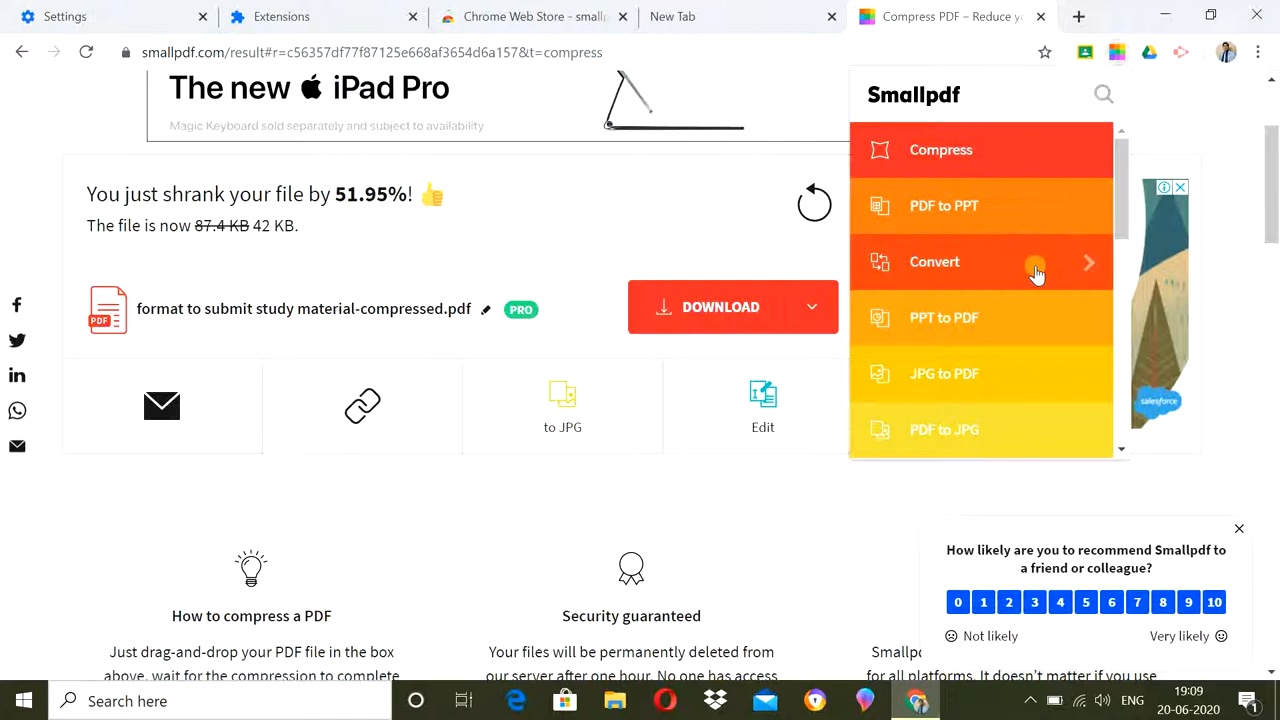 Settings
Extensions
Chrome Web Store - small
New Tab
Compress PDF – Reduce y
smallpdf.com/result#r=c56357df77f87125e668af3654d6a157&t=compress
The new iPad Pro
Magic Keyboard sold separately and subject to availability
Smallpdf
Compress
PDF to PPT
Convert
PPT to PDF
JPG to PDF
PDF to JPG
You just shrank your file by 51.95%! 👍
The file is now 87.4 KB 42 KB.
PDF
format to submit study material-compressed.pdf
PRO
DOWNLOAD
to JPG
Edit
salesforce
How likely are you to recommend Smallpdf to
a friend or colleague?
0 1 2 3 4 5 6 7 8 9 10
Not likely
Very likely
How to compress a PDF
Just drag-and-drop your PDF file in the box
above, wait for the compression to complete
Security guaranteed
Your files will be permanently deleted from
our server after one hour. No one has access
Smallpd
for all platforms. It doesn't matter if you use
Search here
ENG
19:09
20-06-2020
1